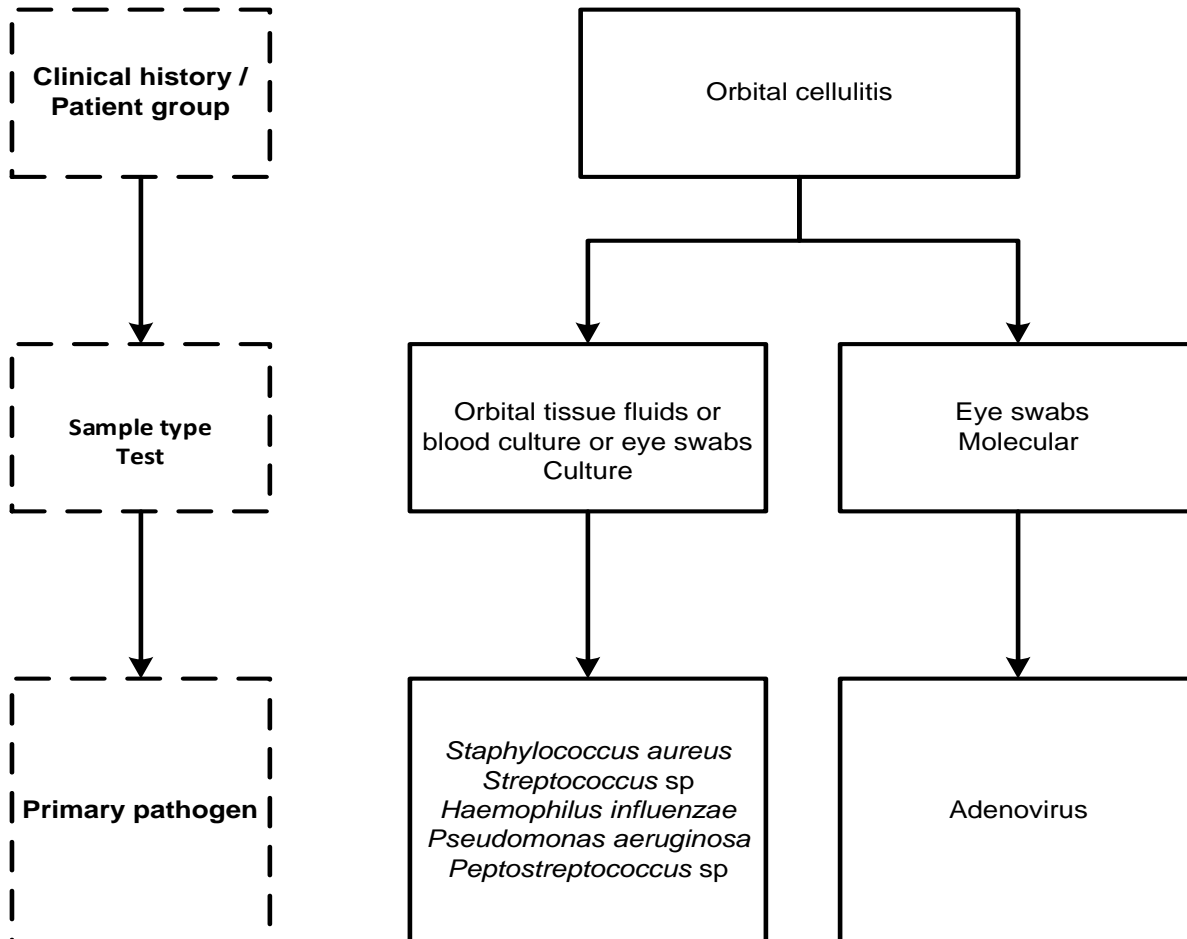 Clinical history /
Patient group
Orbital cellulitis
Sample type
Test
Orbital tissue fluids or
blood culture or eye swabs
Culture
Eye swabs
Molecular
Primary pathogen
Staphylococcus aureus
Streptococcus sp
Haemophilus influenzae
Pseudomonas aeruginosa
Peptostreptococcus sp
Adenovirus